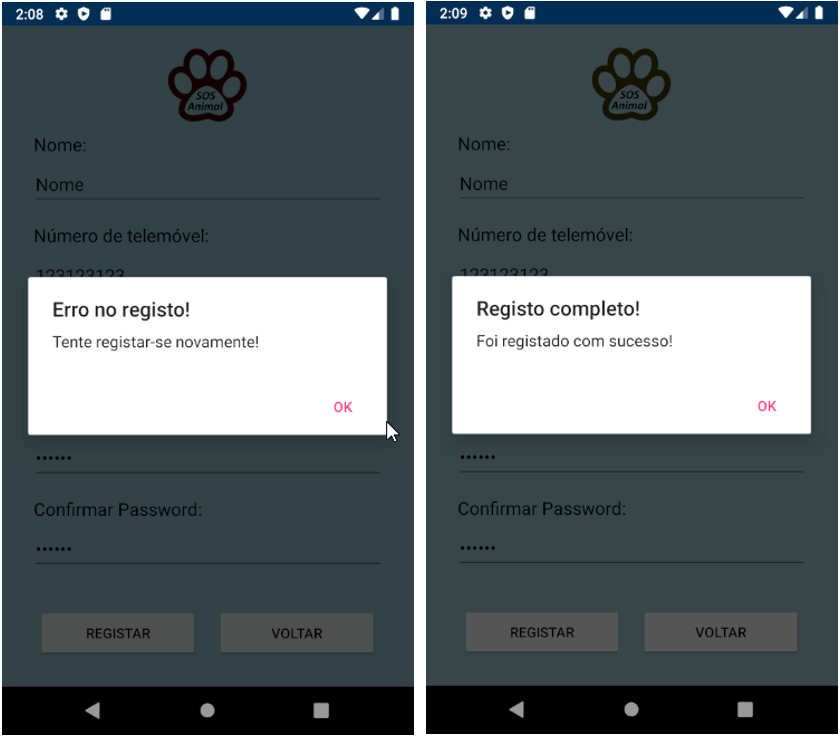 2:08
SOS
Animal
Nome:
Nome
Número de telemóvel:
123123123
Erro no registo!
Tente registar-se novamente!
OK
••••••
Confirmar Password:
••••••
REGISTAR
VOLTAR
2:09
SOS
Animal
Nome:
Nome
Número de telemóvel:
123123123
Registo completo!
Foi registado com sucesso!
OK
••••••
Confirmar Password:
••••••
REGISTAR
VOLTAR